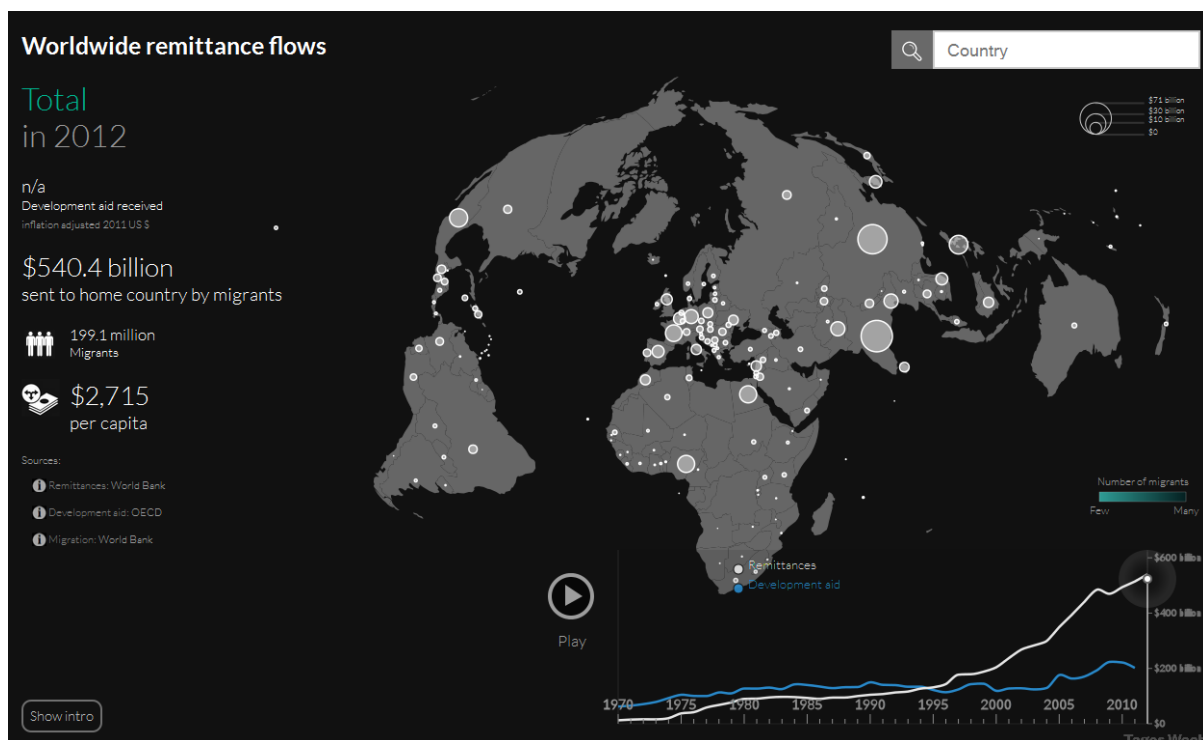 Worldwide remittance flows
Country
Total
in 2012
$71 billion
$30 billion
$10 billion
$0
n/a
Development aid received
inflation adjusted 2011 US $
$540.4 billion
sent to home country by migrants
199.1 million
Migrants
$2,715
per capita
Sources:
Remittances: World Bank
Development aid: OECD
Migration: World Bank
Number of migrants
Few Many
Remittances
Development aid
Play
$600 billion
$400 billion
$200 billion
$0
1970 1975 1980 1985 1990 1995 2000 2005 2010
Show intro